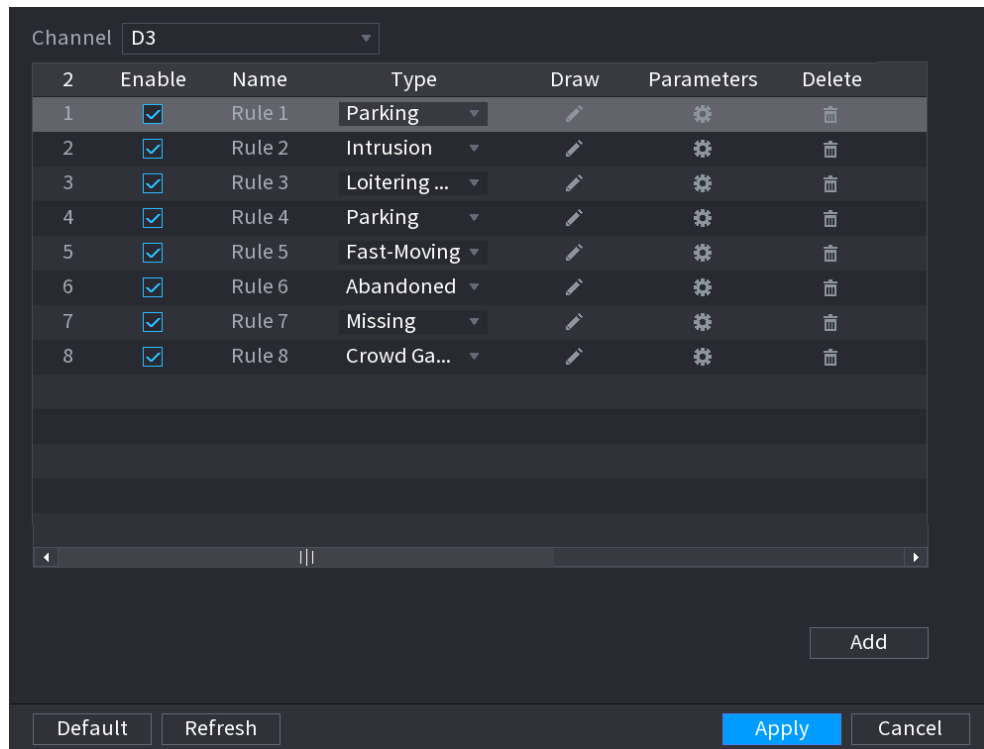 Channel D3
2 Enable Name Type Draw Parameters Delete
1 Rule 1 Parking
2 Rule 2 Intrusion
3 Rule 3 Loitering ...
4 Rule 4 Parking
5 Rule 5 Fast-Moving
6 Rule 6 Abandoned
7 Rule 7 Missing
8 Rule 8 Crowd Ga...
Add
Default Refresh Apply Cancel